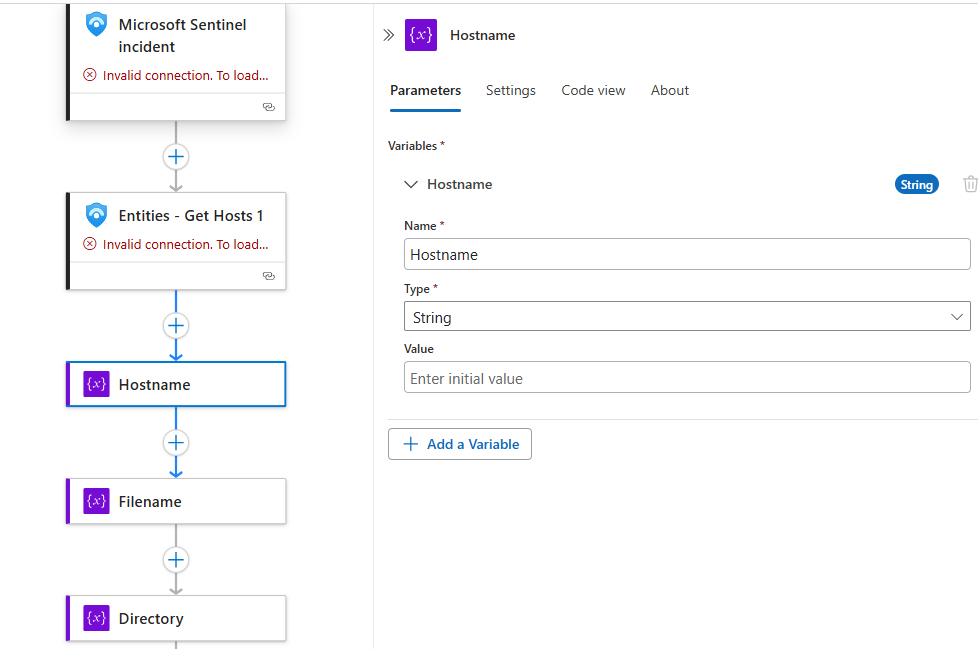 Microsoft Sentinel
incident
Invalid connection. To load...
Entities - Get Hosts 1
Invalid connection. To load...
{x} Hostname
{x} Filename
{x} Directory
{x} Hostname
Parameters Settings Code view About
Variables *
Hostname String
Name *
Hostname
Type *
String
Value
Enter initial value
Add a Variable